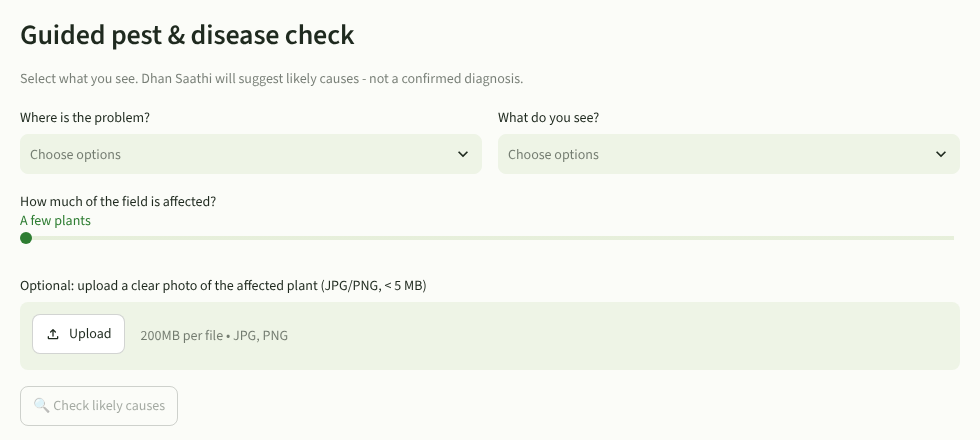 Guided pest & disease check
Select what you see. Dhan Saathi will suggest likely causes - not a confirmed diagnosis.
Where is the problem?
What do you see?
Choose options
Choose options
How much of the field is affected?
A few plants
Optional: upload a clear photo of the affected plant (JPG/PNG, < 5 MB)
Upload
200MB per file • JPG, PNG
🔍 Check likely causes